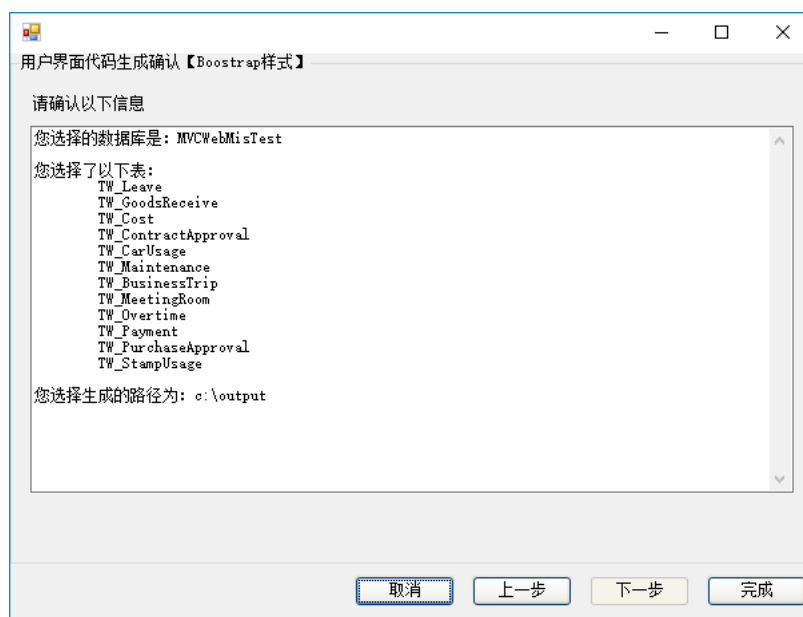 用户界面代码生成确认【Boostrap样式】
请确认以下信息
您选择的数据库是: MVCWebMisTest
您选择了以下表:
TW_Leave
TW_GoodsReceive
TW_Cost
TW_ContractApproval
TW_CarUsage
TW_Maintenance
TW_BusinessTrip
TW_MeetingRoom
TW_Overtime
TW_Payment
TW_PurchaseApproval
TW_StampUsage
您选择生成的路径为: c:\output
取消 上一步 下一步 完成